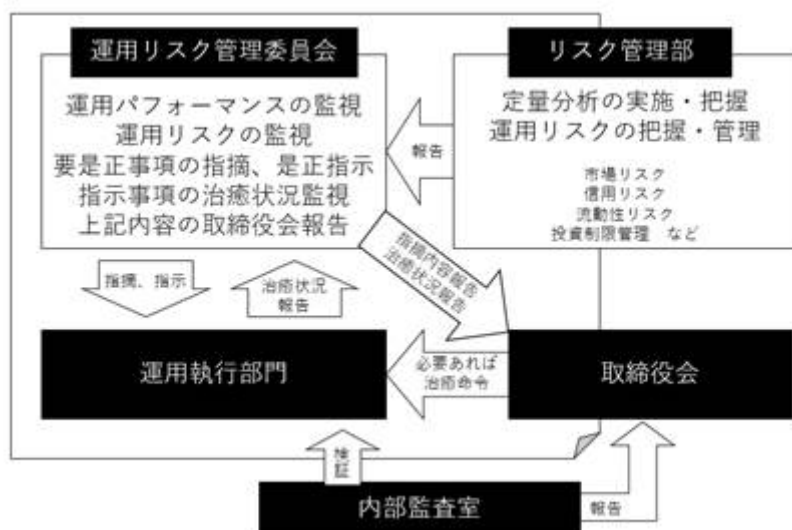 運用リスク管理委員会
運用パフォーマンスの監視
運用リスクの監視
要是正事項の指摘、是正指示
指示事項の治癒状況監視
上記内容の取締役会報告
リスク管理部
定量分析の実施・把握
運用リスクの把握・管理
市場リスク
信用リスク
流動性リスク
投資制限管理 など
報告
指摘内容報告
治癒状況報告
指摘、指示
治癒状況
報告
運用執行部門
必要あれば
治癒命令
取締役会
検証
内部監査室
報告